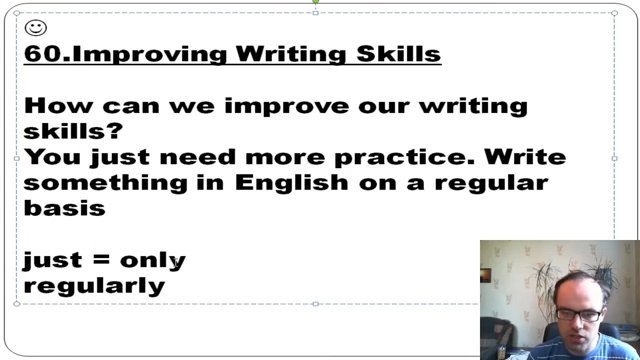 60.Improving Writing Skills
How can we improve our writing
skills?
You just need more practice. Write
something in English on a regular
basis
just = only
regularly